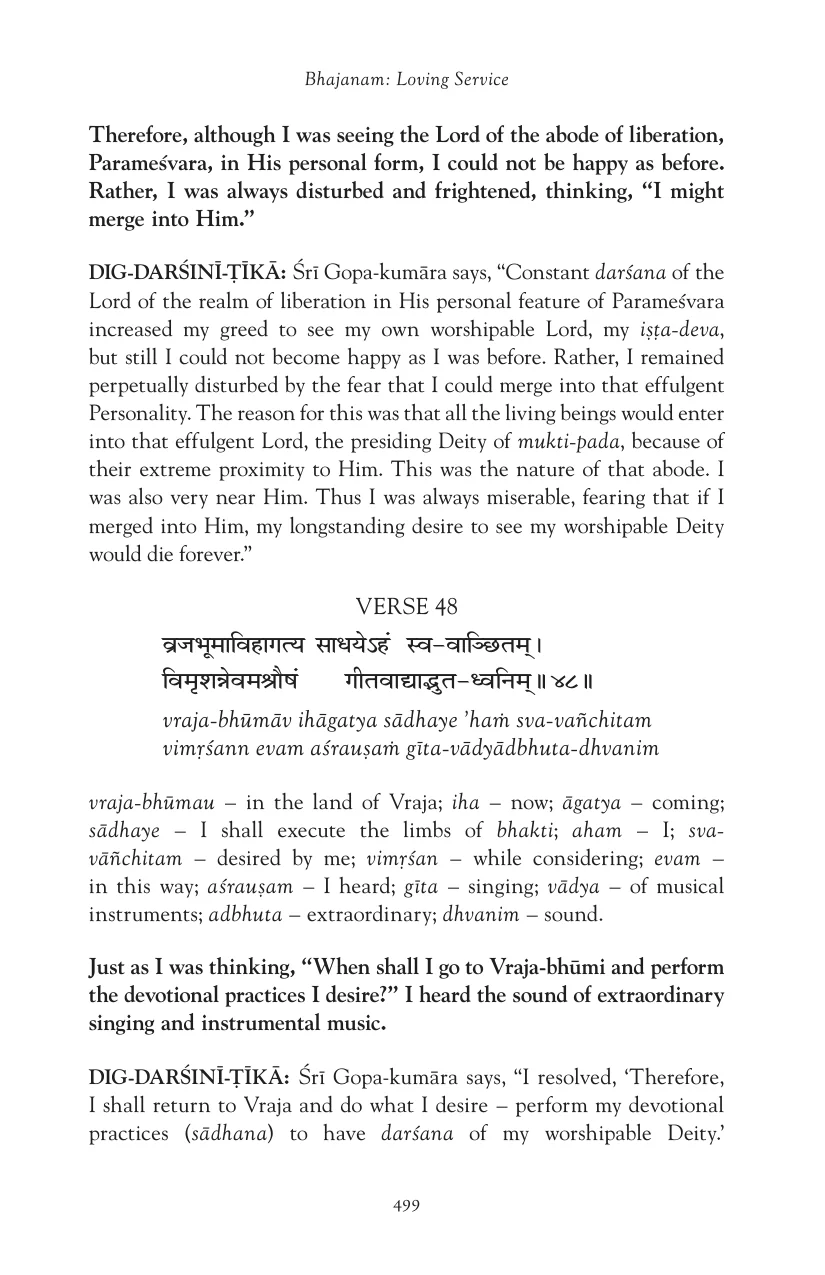 Bhajanam: Loving Service
Therefore, although I was seeing the Lord of the abode of liberation,
Parameśvara, in His personal form, I could not be happy as before.
Rather, I was always disturbed and frightened, thinking, “I might
merge into Him.”
DIG-DARŚINĪ-ṬĪKĀ: Śrī Gopa-kumāra says, “Constant darśana of the
Lord of the realm of liberation in His personal feature of Parameśvara
increased my greed to see my own worshipable Lord, my iṣṭa-deva,
but still I could not become happy as I was before. Rather, I remained
perpetually disturbed by the fear that I could merge into that effulgent
Personality. The reason for this was that all the living beings would enter
into that effulgent Lord, the presiding Deity of mukti-pada, because of
their extreme proximity to Him. This was the nature of that abode. I
was also very near Him. Thus I was always miserable, fearing that if I
merged into Him, my longstanding desire to see my worshipable Deity
would die forever.”
VERSE 48
व्रजभूमाविहागत्य साधयेऽहं स्व-वाञ्छितम्।
विमृशन्नेवमश्रौषं गीतवाद्याद्भुत-ध्वनिम्॥४८॥
vraja-bhūmāv ihāgatya sādhaye ’haṁ sva-vañchitam
vimṛśann evam aśrauṣaṁ gīta-vādyādbhuta-dhvanim
vraja-bhūmau – in the land of Vraja; iha – now; āgatya – coming;
sādhaye – I shall execute the limbs of bhakti; aham – I; sva-
vāñchitam – desired by me; vimṛśan – while considering; evam –
in this way; aśrauṣam – I heard; gīta – singing; vādya – of musical
instruments; adbhuta – extraordinary; dhvanim – sound.
Just as I was thinking, “When shall I go to Vraja-bhūmi and perform
the devotional practices I desire?” I heard the sound of extraordinary
singing and instrumental music.
DIG-DARŚINĪ-ṬĪKĀ: Śrī Gopa-kumāra says, “I resolved, ‘Therefore,
I shall return to Vraja and do what I desire – perform my devotional
practices (sādhana) to have darśana of my worshipable Deity.’
499